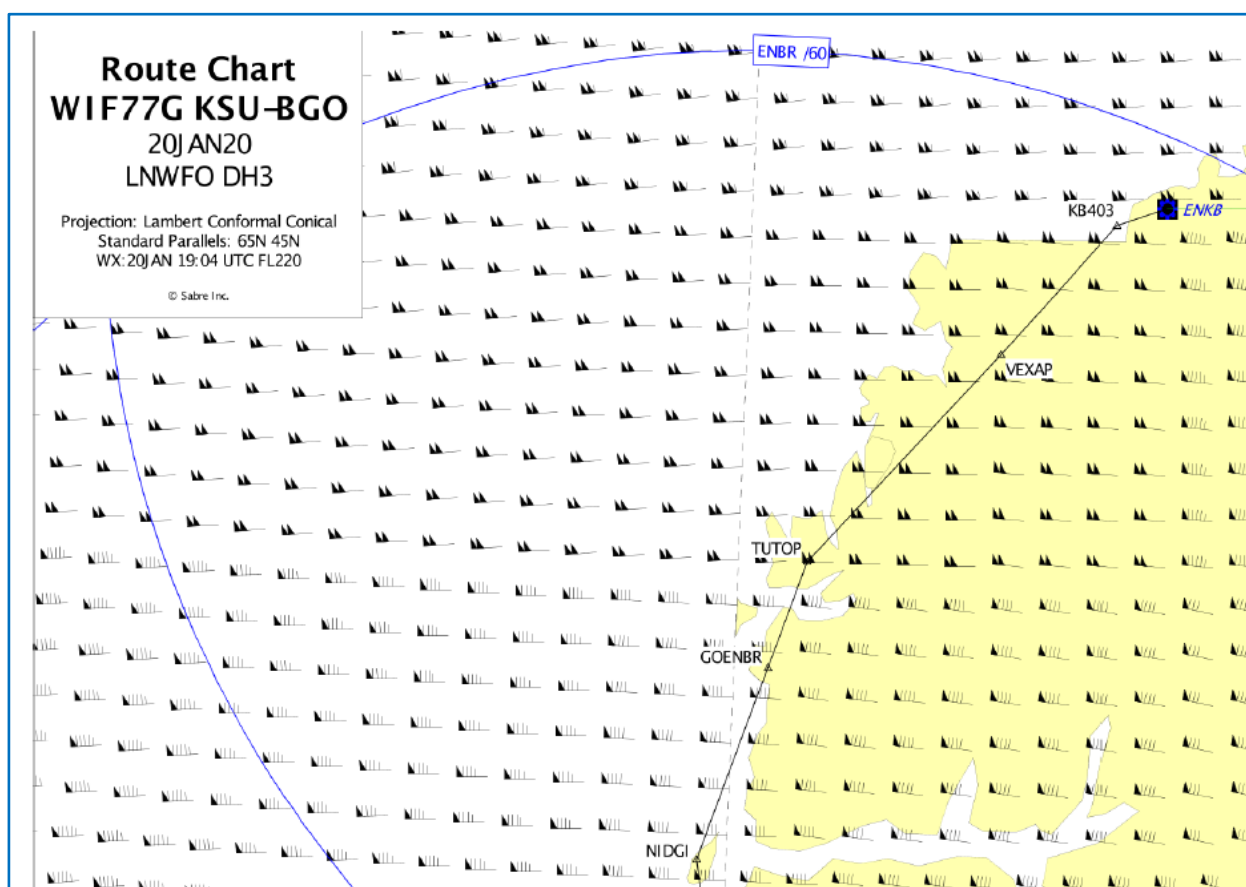 Route Chart
WIF77G KSU-BGO
20JAN20
LNWFO DH3
Projection: Lambert Conformal Conical
Standard Parallels: 65N 45N
WX:20JAN 19:04 UTC FL220
© Sabre Inc.
ENBR /60
KB403
ENKB
VEXAP
TUTOP
GOENBR
NIDGI